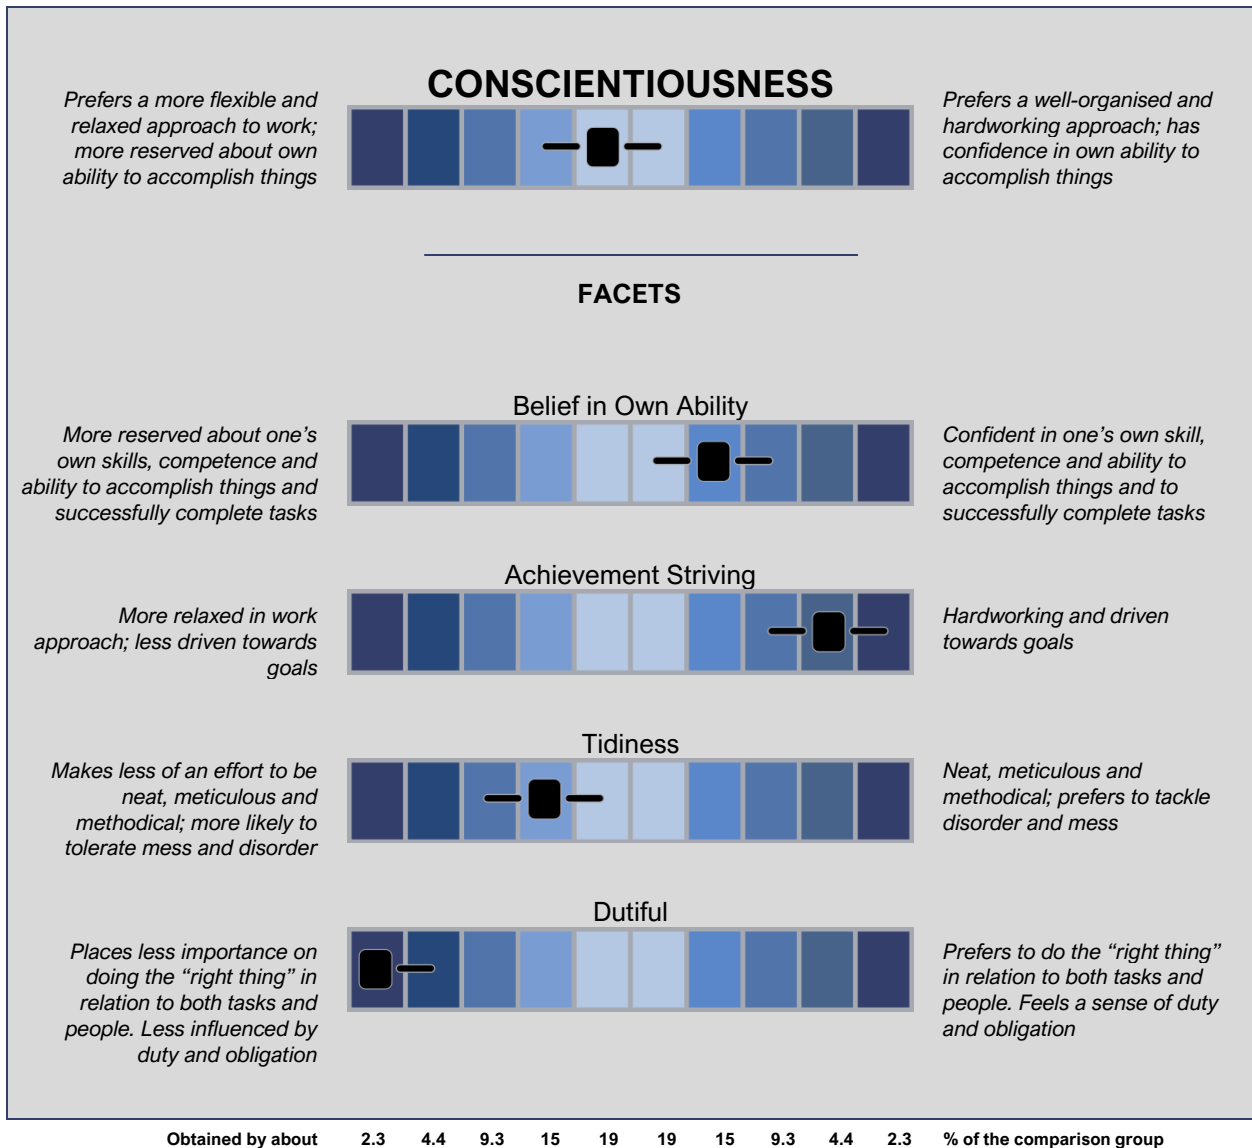 CONSCIENTIOUSNESS
Prefers a more flexible and
relaxed approach to work;
more reserved about own
ability to accomplish things
Prefers a well-organised and
hardworking approach; has
confidence in own ability to
accomplish things
FACETS
Belief in Own Ability
More reserved about one’s
own skills, competence and
ability to accomplish things and
successfully complete tasks
Confident in one’s own skill,
competence and ability to
accomplish things and to
successfully complete tasks
Achievement Striving
More relaxed in work
approach; less driven towards
goals
Hardworking and driven
towards goals
Tidiness
Makes less of an effort to be
neat, meticulous and
methodical; more likely to
tolerate mess and disorder
Neat, meticulous and
methodical; prefers to tackle
disorder and mess
Dutiful
Places less importance on
doing the “right thing” in
relation to both tasks and
people. Less influenced by
duty and obligation
Prefers to do the “right thing”
in relation to both tasks and
people. Feels a sense of duty
and obligation
Obtained by about 2.3 4.4 9.3 15 19 19 15 9.3 4.4 2.3 % of the comparison group